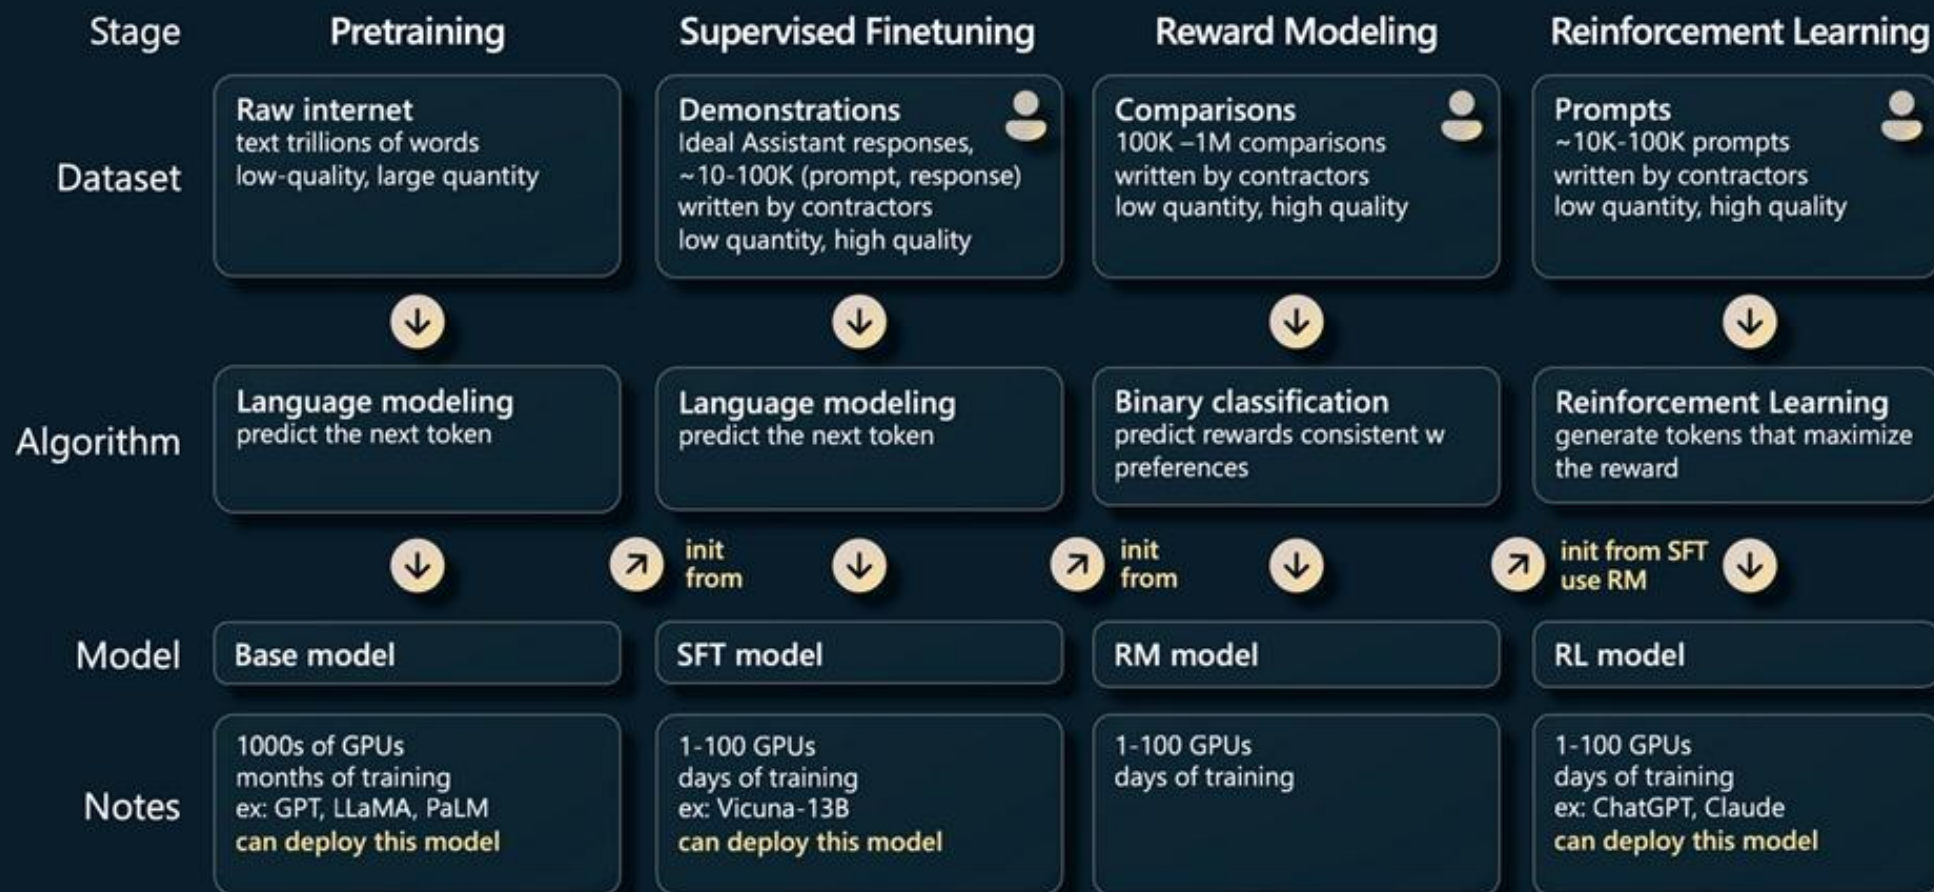 Stage
Pretraining
Supervised Finetuning
Reward Modeling
Reinforcement Learning
Dataset
Raw internet
text trillions of words
low-quality, large quantity
Demonstrations
Ideal Assistant responses,
~10-100K (prompt, response)
written by contractors
low quantity, high quality
Comparisons
100K –1M comparisons
written by contractors
low quantity, high quality
Prompts
~10K-100K prompts
written by contractors
low quantity, high quality
Algorithm
Language modeling
predict the next token
Language modeling
predict the next token
Binary classification
predict rewards consistent w
preferences
Reinforcement Learning
generate tokens that maximize
the reward
init
from
init
from
init from SFT
use RM
Model
Base model
SFT model
RM model
RL model
Notes
1000s of GPUs
months of training
ex: GPT, LLaMA, PaLM
can deploy this model
1-100 GPUs
days of training
ex: Vicuna-13B
can deploy this model
1-100 GPUs
days of training
1-100 GPUs
days of training
ex: ChatGPT, Claude
can deploy this model